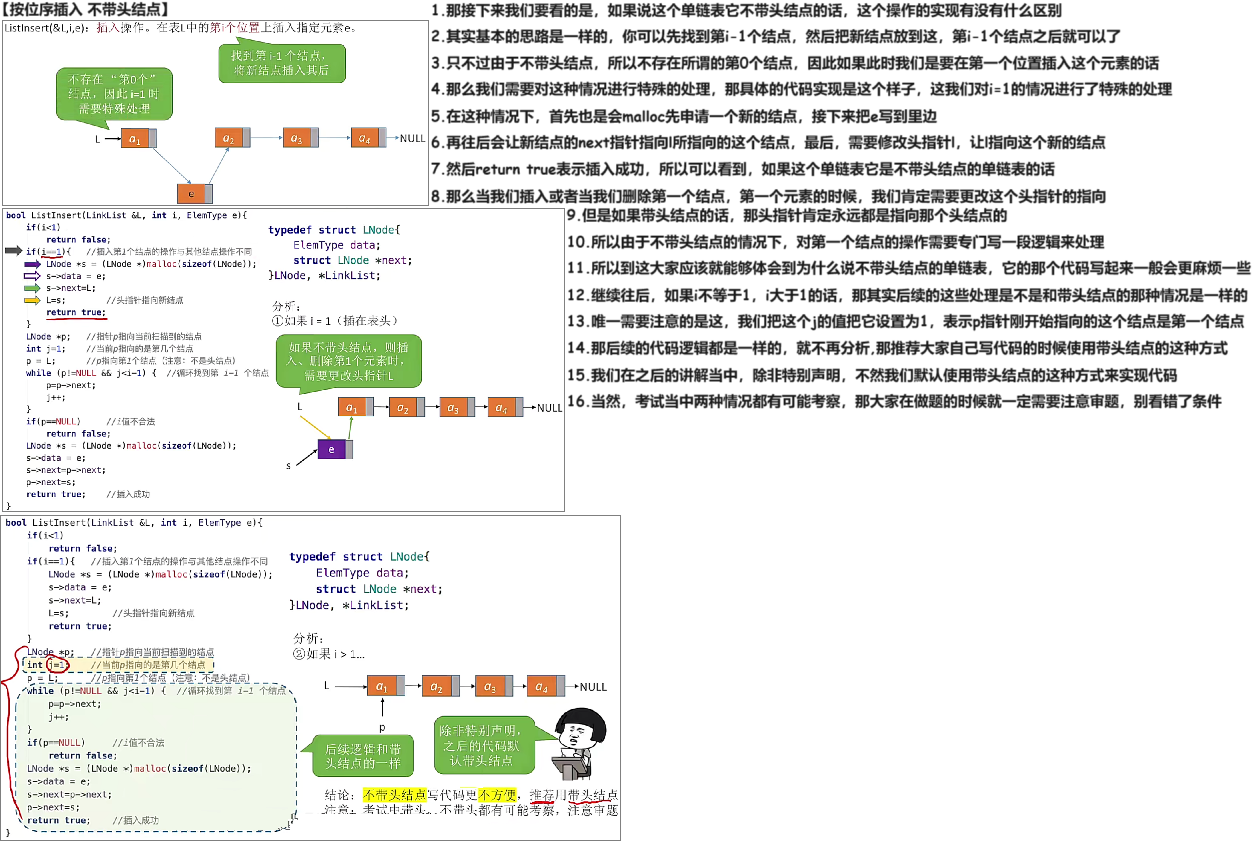 【按位序插入 不带头结点】
ListInsert(&L,i,e)：插入操作。在表L中的第i个位置上插入指定元素e。
找到第 i-1 个结点，
将新结点插入其后
不存在“第0个”
结点，因此 i=1 时
需要特殊处理
L
a1
a2
a3
a4
NULL
e
1.那接下来我们要看的是，如果说这个单链表它不带头结点的话，这个操作的实现有没有什么区别
2.其实基本的思路是一样的，你可以先找到第i-1个结点，然后把新结点放到这，第i-1个结点之后就可以了
3.只不过由于不带头结点，所以不存在所谓的第0个结点，因此如果此时我们是要在第一个位置插入这个元素的话
4.那么我们需要对这种情况进行特殊的处理，那具体的代码实现是这个样子，这我们对i=1的情况进行了特殊的处理
5.在这种情况下，首先也是会malloc先申请一个新的结点，接下来把e写到里边
6.再往后会让新结点的next指针指向l所指向的这个结点，最后，需要修改头指针l，让l指向这个新的结点
7.然后return true表示插入成功，所以可以看到，如果这个单链表它是不带头结点的单链表的话
8.那么当我们插入或者当我们删除第一个结点，第一个元素的时候，我们肯定需要更改这个头指针的指向
9.但是如果带头结点的话，那头指针肯定永远都是指向那个头结点的
10.所以由于不带头结点的情况下，对第一个结点的操作需要专门写一段逻辑来处理
11.所以到这大家应该就能够体会到为什么说不带头结点的单链表，它的那个代码写起来一般会更麻烦一些
12.继续往后，如果i不等于1，i大于1的话，那其实后续的这些处理是不是和带头结点的那种情况是一样的
13.唯一需要注意的是这，我们把这个j的值把它设置为1，表示p指针刚开始指向的这个结点是第一个结点
14.那后续的代码逻辑都是一样的，就不再分析,那推荐大家自己写代码的时候使用带头结点的这种方式
15.我们在之后的讲解当中，除非特别声明，不然我们默认使用带头结点的这种方式来实现代码
16.当然，考试当中两种情况都有可能考察，那大家在做题的时候就一定需要注意审题，别看错了条件
bool ListInsert(LinkList &L, int i, ElemType e){
if(i<1)
return false;
if(i==1){ //插入第1个结点的操作与其他结点操作不同
LNode *s = (LNode *)malloc(sizeof(LNode));
s->data = e;
s->next=L;
L=s; //头指针指向新结点
return true;
}
LNode *p; //指针p指向当前扫描到的结点
int j=1; //当前p指向的是第几个结点
p = L; //p指向第1个结点（注意：不是头结点）
while (p!=NULL && j<i-1) { //循环找到第 i-1 个结点
p=p->next;
j++;
}
if(p==NULL) //i值不合法
return false;
LNode *s = (LNode *)malloc(sizeof(LNode));
s->data = e;
s->next=p->next;
p->next=s;
return true; //插入成功
}
typedef struct LNode{
ElemType data;
struct LNode *next;
}LNode, *LinkList;
分析：
①如果 i = 1（插在表头）
如果不带头结点，则插
入、删除第1个元素时，
需要更改头指针L
L
a1
a2
a3
a4
NULL
e
s
bool ListInsert(LinkList &L, int i, ElemType e){
if(i<1)
return false;
if(i==1){ //插入第1个结点的操作与其他结点操作不同
LNode *s = (LNode *)malloc(sizeof(LNode));
s->data = e;
s->next=L;
L=s; //头指针指向新结点
return true;
}
LNode *p; //指针p指向当前扫描到的结点
int j=1; //当前p指向的是第几个结点
p = L; //p指向第1个结点（注意：不是头结点）
while (p!=NULL && j<i-1) { //循环找到第 i-1 个结点
p=p->next;
j++;
}
if(p==NULL) //i值不合法
return false;
LNode *s = (LNode *)malloc(sizeof(LNode));
s->data = e;
s->next=p->next;
p->next=s;
return true; //插入成功
}
typedef struct LNode{
ElemType data;
struct LNode *next;
}LNode, *LinkList;
分析：
②如果 i > 1…
L
a1
a2
a3
a4
NULL
p
后续逻辑和带
头结点的一样
除非特别声明，
之后的代码默
认带头结点
结论：不带头结点写代码更不方便，推荐用带头结点
注意：考试中带头、不带头都有可能考察，注意审题